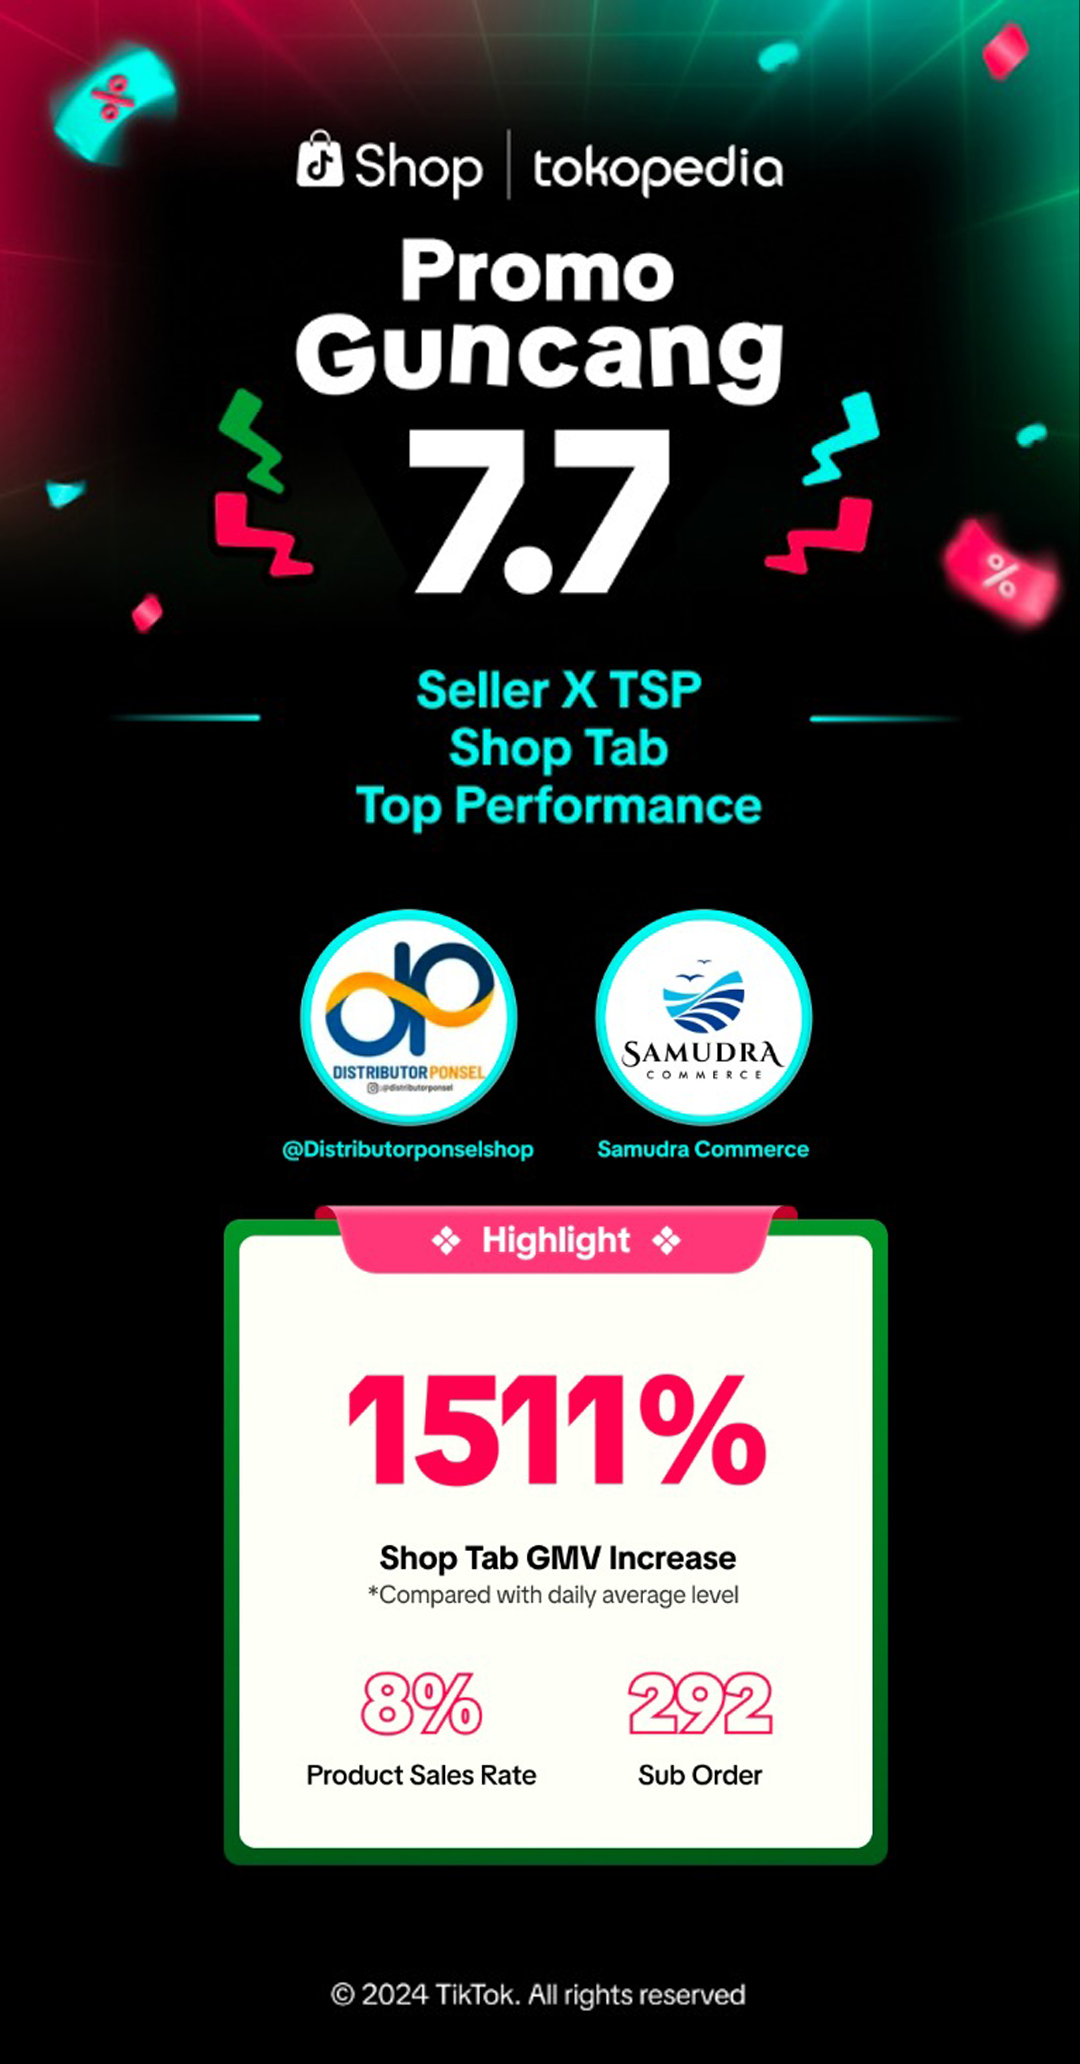 Shop | tokopedia
Promo
Guncang
7.7
Seller X TSP
Shop Tab
Top Performance
DISTRIBUTOR PONSEL
@distributorponsel
SAMUDRA
COMMERCE
@Distributorponselshop
Samudra Commerce
Highlight
1511%
Shop Tab GMV Increase
*Compared with daily average level
8% 292
Product Sales Rate Sub Order
© 2024 TikTok. All rights reserved